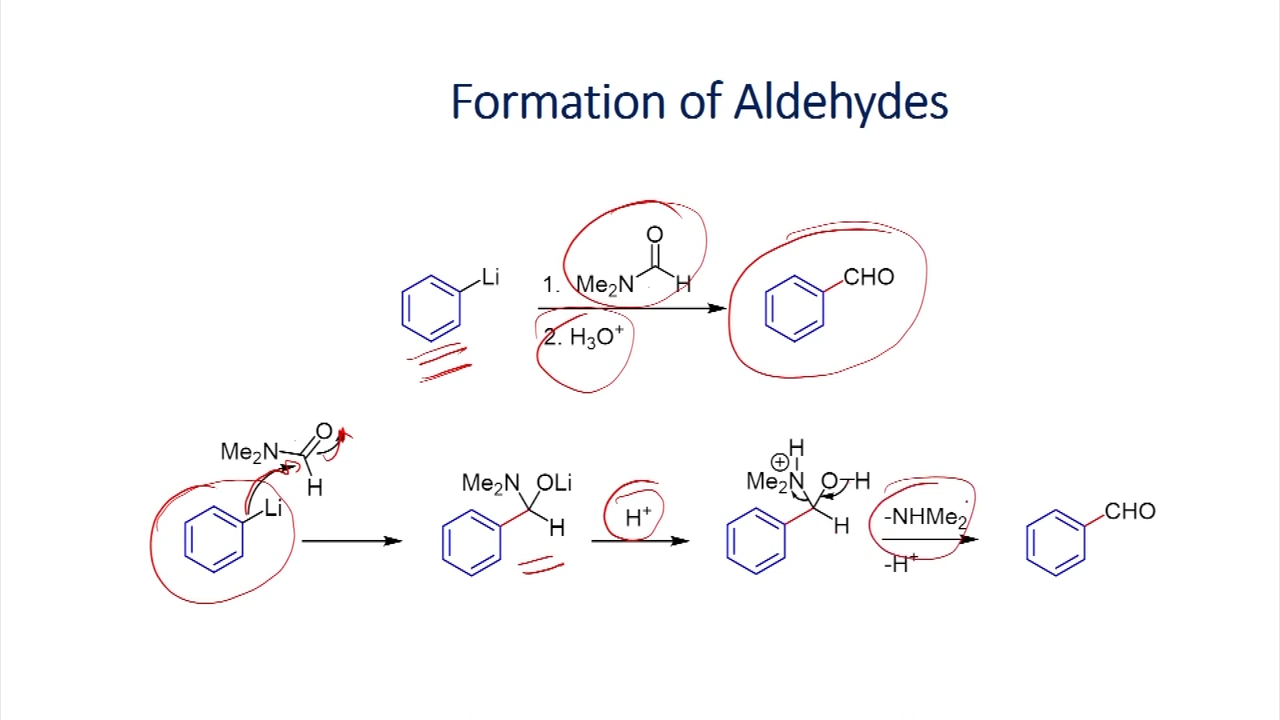 Formation of Aldehydes
O
Li
1. Me₂N H
2. H₃O⁺
CHO
Me₂N O
H
Li
Me₂N OLi
H
H⁺
H
⊕
Me₂N O–H
H
-NHMe₂
-H⁺
CHO